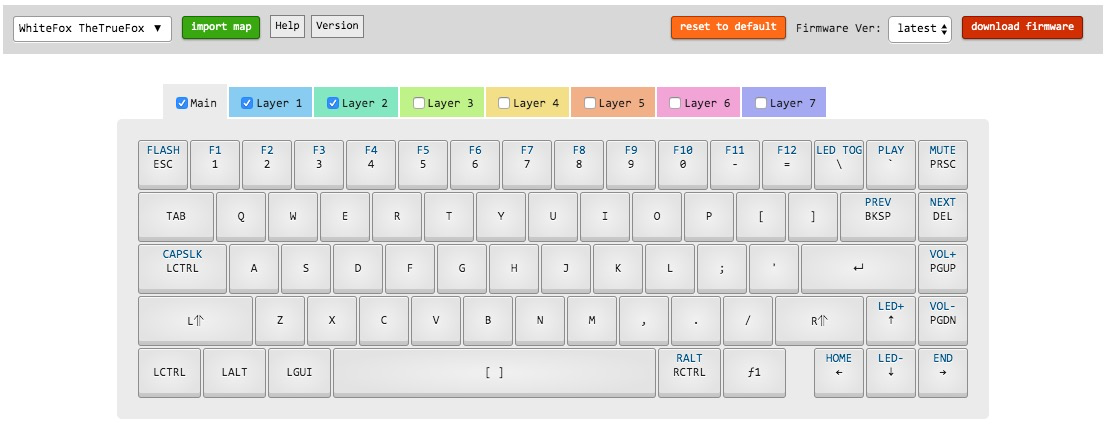 WhiteFox TheTrueFox ▼ import map Help Version reset to default Firmware Ver: latest download firmware
Main Layer 1 Layer 2 Layer 3 Layer 4 Layer 5 Layer 6 Layer 7
FLASH F1 F2 F3 F4 F5 F6 F7 F8 F9 F10 F11 F12 LED TOG PLAY MUTE
ESC 1 2 3 4 5 6 7 8 9 0 - = \ ` PRSC
PREV NEXT
TAB Q W E R T Y U I O P [ ] BKSP DEL
CAPSLK VOL+
LCTRL A S D F G H J K L ; ' ↵ PGUP
LED+ VOL-
L⇑ Z X C V B N M , . / R⇑ ↑ PGDN
RALT HOME LED- END
LCTRL LALT LGUI [ ] RCTRL ƒ1 ← ↓ →